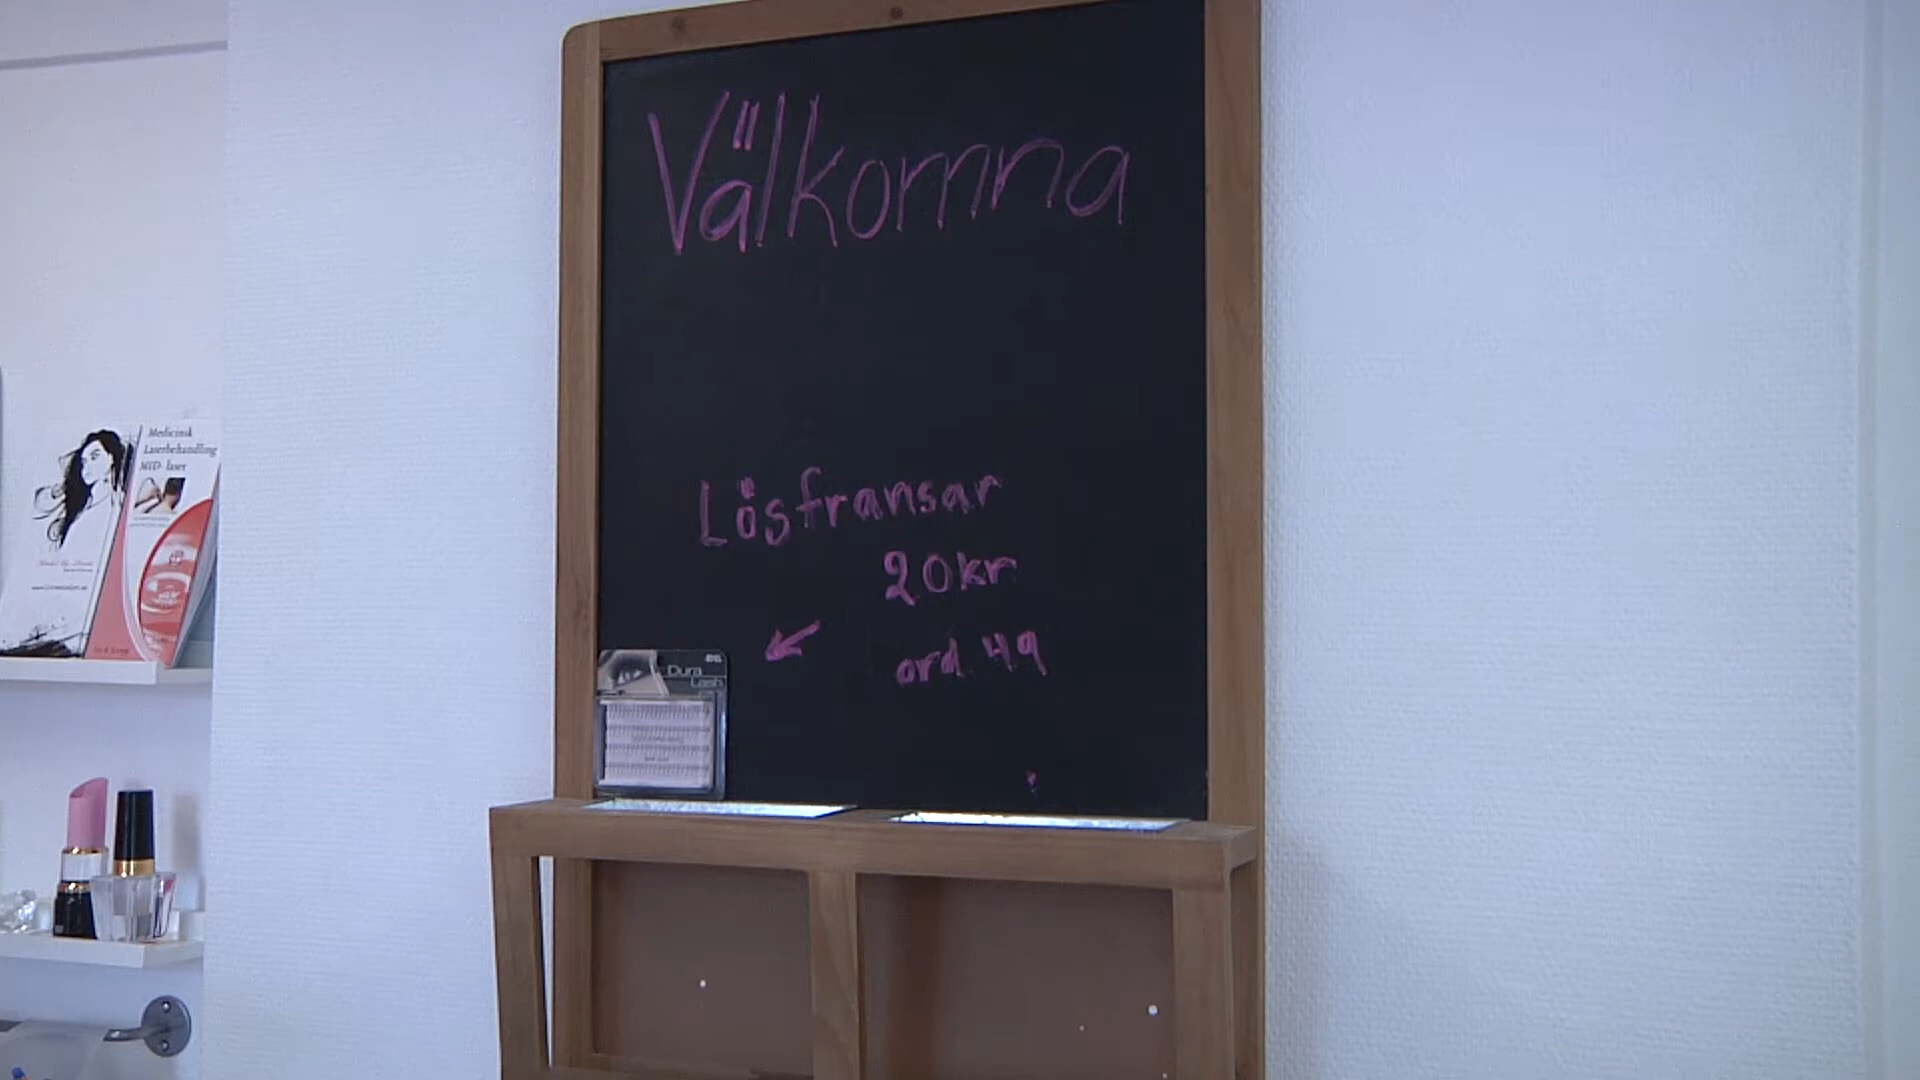 Välkomna
Lösfransar
20kr
ord. 49
Dura
Lash
Medicinsk
Laserbehandling
MID- laser